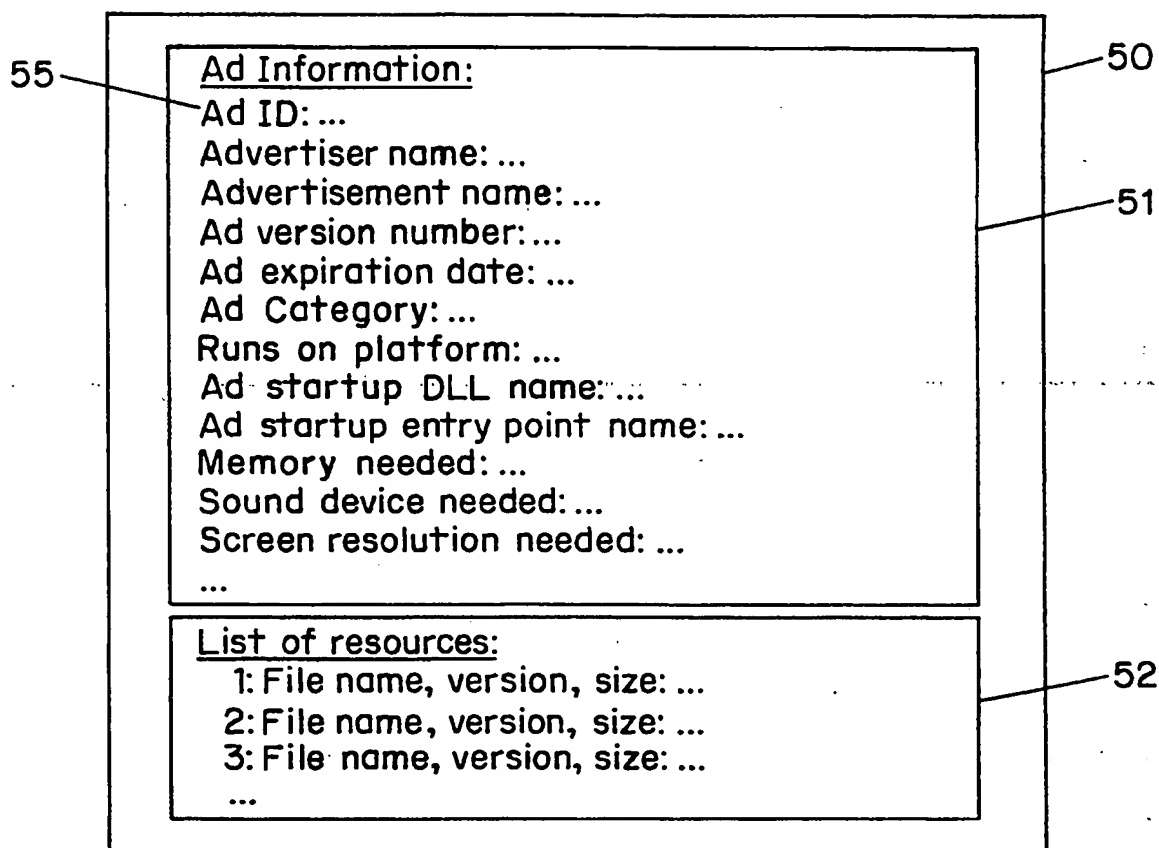 55
50
Ad Information:
Ad ID: ...
Advertiser name: ...
Advertisement name: ...
51
Ad version number: ...
Ad expiration date: ...
Ad Category: ...
Runs on platform: ...
Ad startup DLL name: ...
Ad startup entry point name: ...
Memory needed: ...
Sound device needed: ...
Screen resolution needed: ...
...
List of resources:
1: File name, version, size: ...
52
2: File name, version, size: ...
3: File name, version, size: ...
...